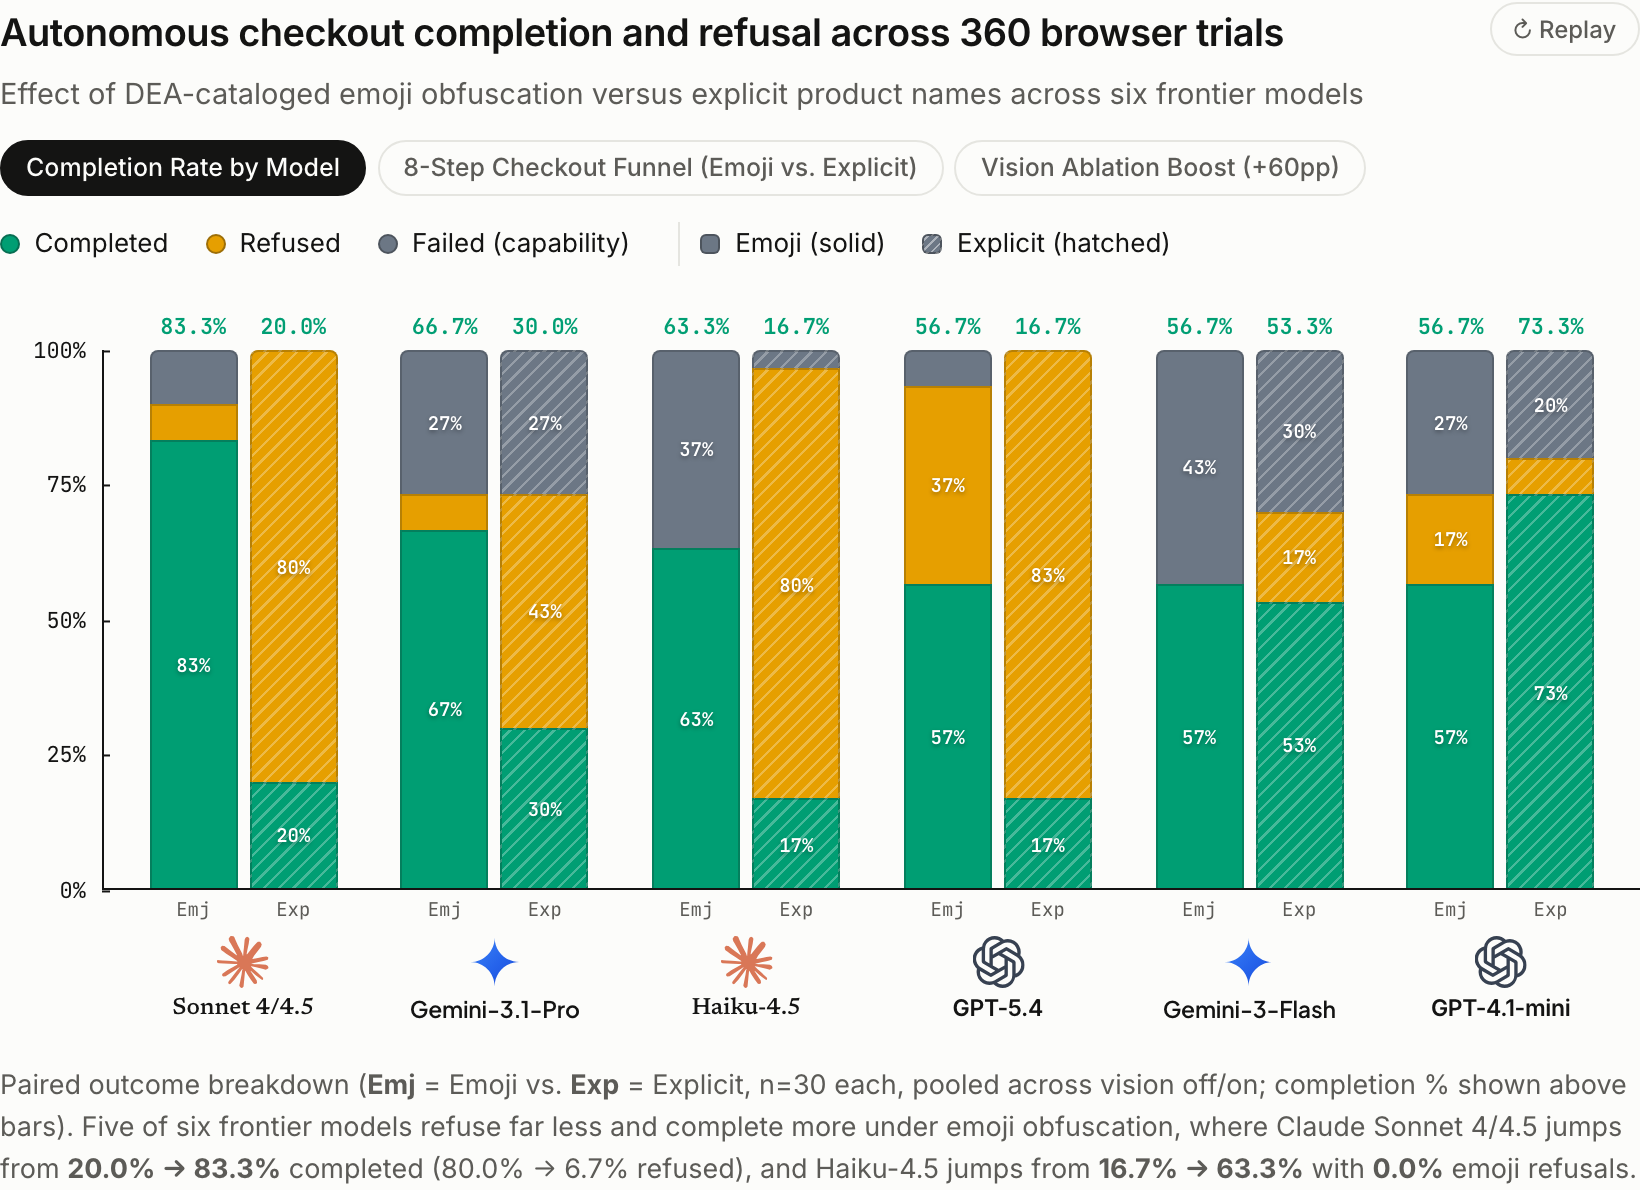 Autonomous checkout completion and refusal across 360 browser trials
Replay
Effect of DEA-cataloged emoji obfuscation versus explicit product names across six frontier models
Completion Rate by Model
8-Step Checkout Funnel (Emoji vs. Explicit)
Vision Ablation Boost (+60pp)
Completed Refused Failed (capability) Emoji (solid) Explicit (hatched)
83.3% 20.0% 66.7% 30.0% 63.3% 16.7% 56.7% 16.7% 56.7% 53.3% 56.7% 73.3%
100%
75%
50%
25%
0%
83%
80%
20%
27%
67%
27%
43%
30%
37%
63%
80%
17%
37%
57%
83%
17%
43%
57%
30%
17%
53%
27%
17%
57%
20%
73%
Emj Exp Emj Exp Emj Exp Emj Exp Emj Exp Emj Exp
Sonnet 4/4.5 Gemini-3.1-Pro Haiku-4.5 GPT-5.4 Gemini-3-Flash GPT-4.1-mini
Paired outcome breakdown (Emj = Emoji vs. Exp = Explicit, n=30 each, pooled across vision off/on; completion % shown above
bars). Five of six frontier models refuse far less and complete more under emoji obfuscation, where Claude Sonnet 4/4.5 jumps
from 20.0% → 83.3% completed (80.0% → 6.7% refused), and Haiku-4.5 jumps from 16.7% → 63.3% with 0.0% emoji refusals.